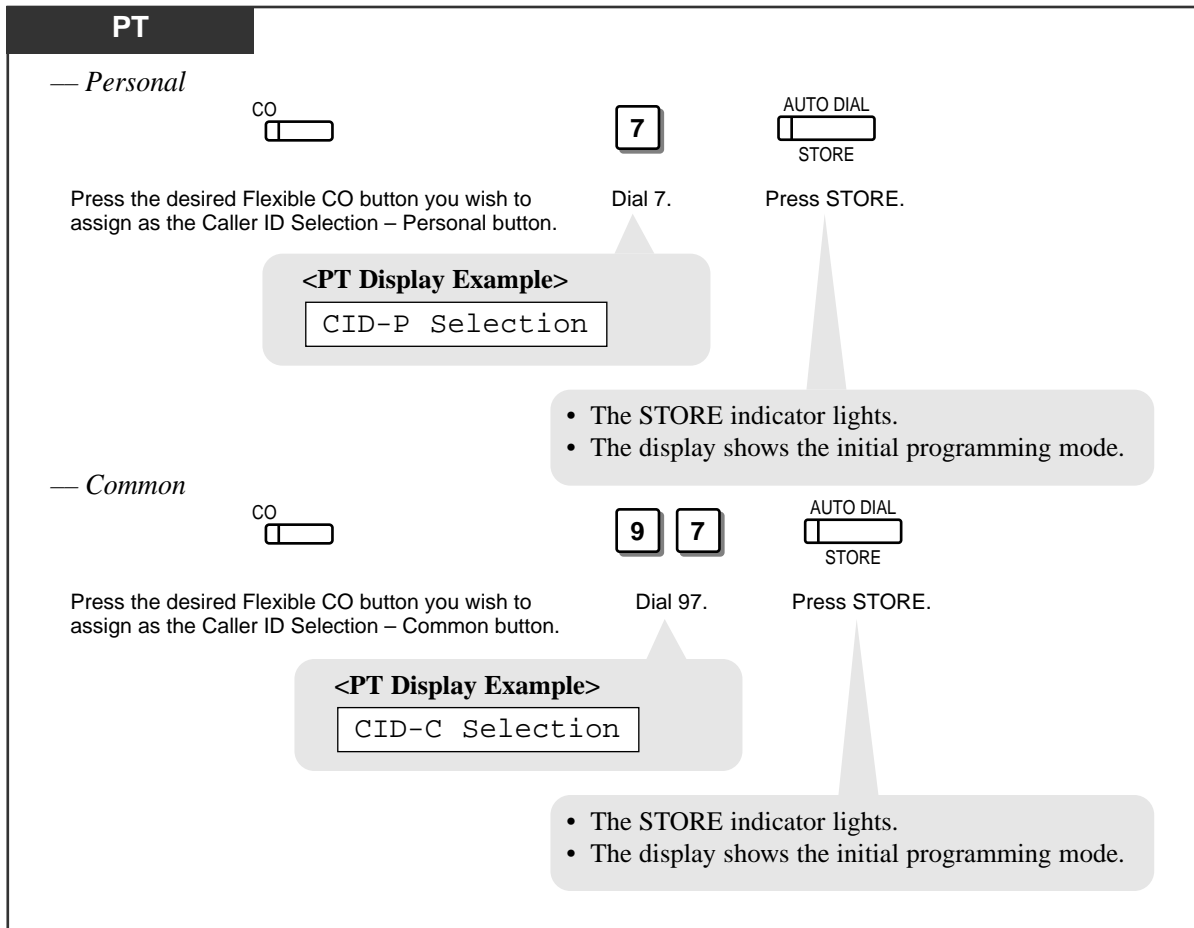 PT
— Personal
CO
7
AUTO DIAL
STORE
Press the desired Flexible CO button you wish to
assign as the Caller ID Selection – Personal button.
Dial 7.
Press STORE.
<PT Display Example>
CID-P Selection
• The STORE indicator lights.
• The display shows the initial programming mode.
— Common
CO
9 7
AUTO DIAL
STORE
Press the desired Flexible CO button you wish to
assign as the Caller ID Selection – Common button.
Dial 97.
Press STORE.
<PT Display Example>
CID-C Selection
• The STORE indicator lights.
• The display shows the initial programming mode.